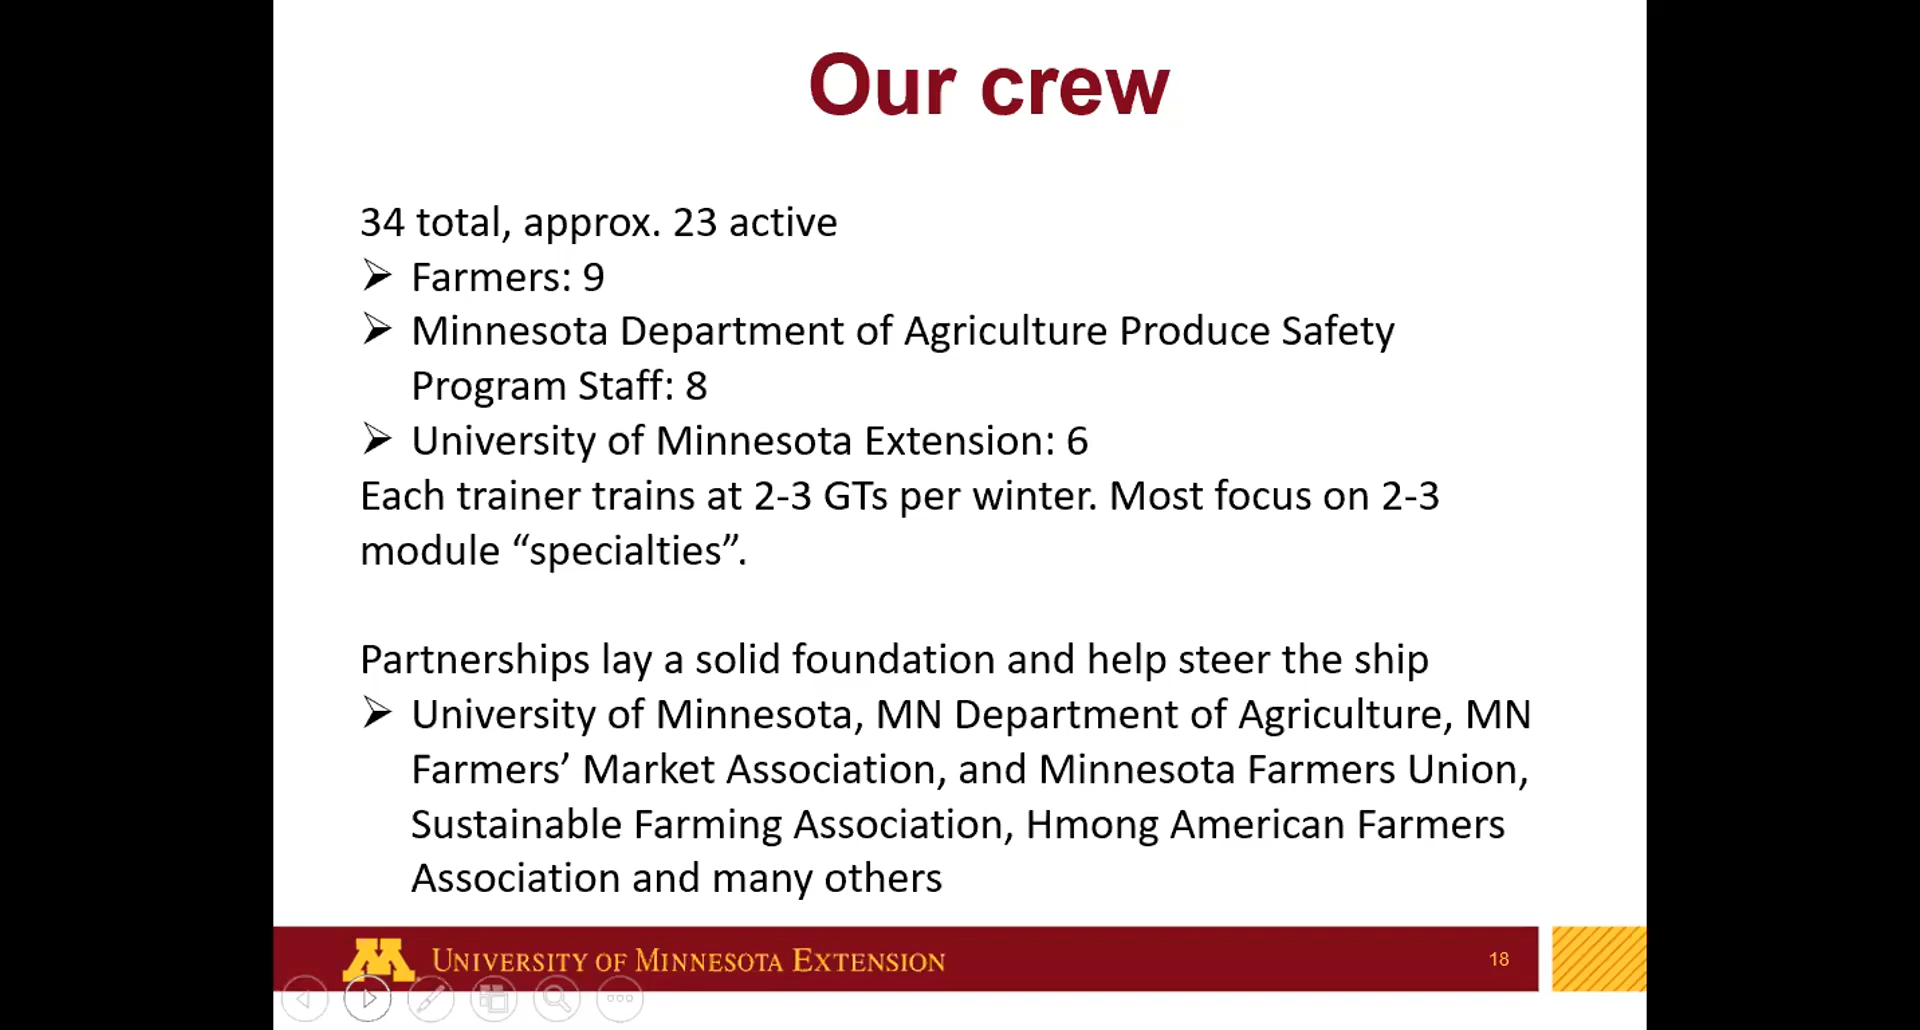 Our crew
34 total, approx. 23 active
➢ Farmers: 9
➢ Minnesota Department of Agriculture Produce Safety
Program Staff: 8
➢ University of Minnesota Extension: 6
Each trainer trains at 2-3 GTs per winter. Most focus on 2-3
module “specialties”.
Partnerships lay a solid foundation and help steer the ship
➢ University of Minnesota, MN Department of Agriculture, MN
Farmers’ Market Association, and Minnesota Farmers Union,
Sustainable Farming Association, Hmong American Farmers
Association and many others
M University of Minnesota Extension
18